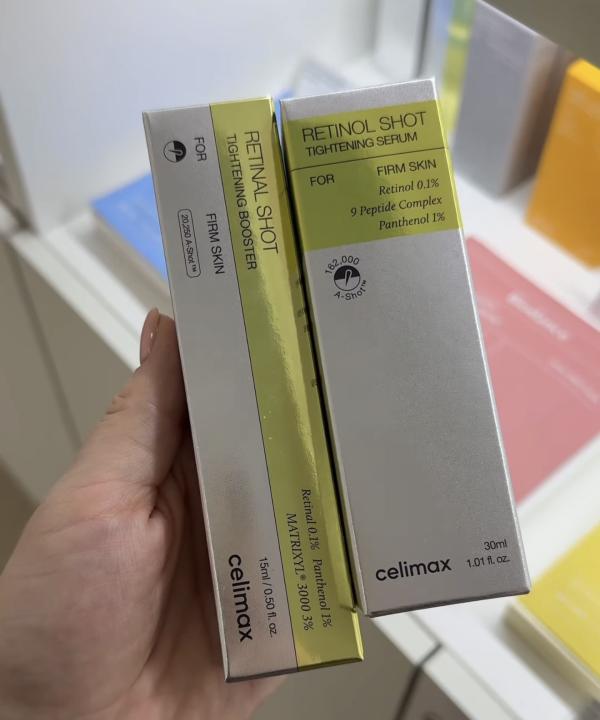 RETINAL SHOT
TIGHTENING BOOSTER
FOR
FIRM SKIN
20,250 A-Shot™
Retinal 0.1% Panthenol 1%
MATRIXYL® 3000 3%
15ml / 0.50 fl. oz.
celimax
RETINOL SHOT
TIGHTENING SERUM
FOR FIRM SKIN
Retinol 0.1%
9 Peptide Complex
Panthenol 1%
162,000
A-Shot™
30ml
1.01 fl. oz.
celimax